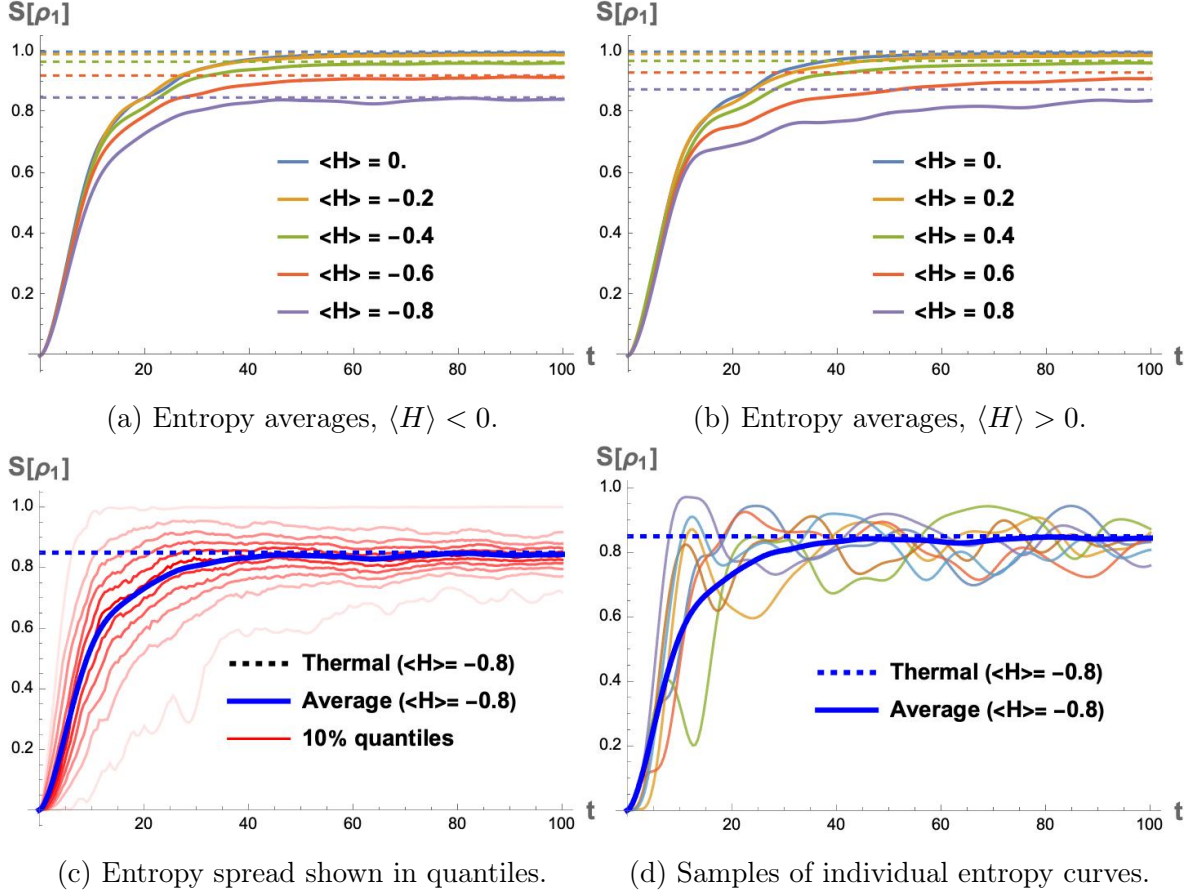 S[ρ₁]
1.0
0.8
0.6
0.4
0.2
20
40
60
80
100
t
<H> = 0.
<H> = −0.2
<H> = −0.4
<H> = −0.6
<H> = −0.8
(a) Entropy averages, ⟨H⟩ < 0.
S[ρ₁]
1.0
0.8
0.6
0.4
0.2
20
40
60
80
100
t
<H> = 0.
<H> = 0.2
<H> = 0.4
<H> = 0.6
<H> = 0.8
(b) Entropy averages, ⟨H⟩ > 0.
S[ρ₁]
1.0
0.8
0.6
0.4
0.2
20
40
60
80
100
t
Thermal (<H>= −0.8)
Average (<H>= −0.8)
10% quantiles
(c) Entropy spread shown in quantiles.
S[ρ₁]
1.0
0.8
0.6
0.4
0.2
20
40
60
80
100
t
Thermal (<H>= −0.8)
Average (<H>= −0.8)
(d) Samples of individual entropy curves.